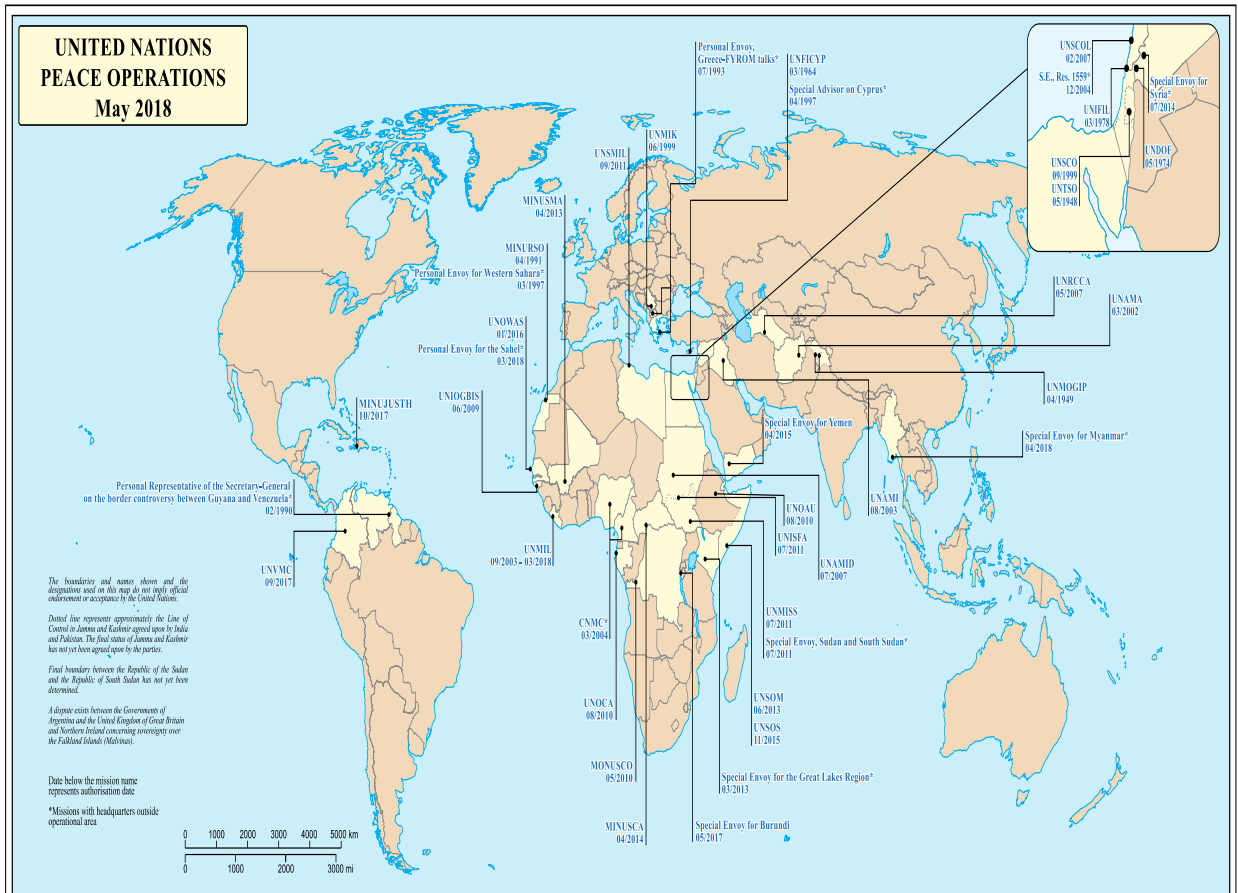 UNITED NATIONS
PEACE OPERATIONS
May 2018
Personal Envoy,
Greece-FYROM talks*
07/1993
UNFICYP
03/1964
Special Advisor on Cyprus*
04/1997
UNMIK
06/1999
UNSMIL
09/2011
MINUSMA
04/2013
MINURSO
04/1991
Personal Envoy for Western Sahara*
03/1997
UNOWAS
01/2016
Personal Envoy for the Sahel*
03/2018
UNIOGBIS
06/2009
MINUJUSTH
10/2017
Personal Representative of the Secretary-General
on the border controversy between Guyana and Venezuela*
02/1990
UNVMC
09/2017
UNMIL
09/2003 - 03/2018
CNMC*
03/2004
UNOCA
08/2010
MONUSCO
05/2010
MINUSCA
04/2014
Special Envoy for Burundi
05/2017
Special Envoy for the Great Lakes Region*
03/2013
UNSOM
06/2013
UNSOS
11/2015
UNMISS
07/2011
Special Envoy, Sudan and South Sudan*
07/2011
UNAMID
07/2007
UNISFA
07/2011
UNOAU
08/2010
Special Envoy for Yemen
04/2015
UNAMI
08/2003
Special Envoy for Myanmar*
04/2018
UNMOGIP
04/1949
UNAMA
03/2002
UNRCCA
05/2007
UNSCOL
02/2007
S.E., Res. 1559*
12/2004
UNIFIL
03/1978
Special Envoy for
Syria*
07/2014
UNDOF
05/1974
UNSCO
09/1999
UNTSO
05/1948
The boundaries and names shown and the
designations used on this map do not imply official
endorsement or acceptance by the United Nations.
Dotted line represents approximately the Line of
Control in Jammu and Kashmir agreed upon by India
and Pakistan. The final status of Jammu and Kashmir
has not yet been agreed upon by the parties.
Final boundary between the Republic of the Sudan
and the Republic of South Sudan has not yet been
determined.
A dispute exists between the Governments of
Argentina and the United Kingdom of Great Britain
and Northern Ireland concerning sovereignty over
the Falkland Islands (Malvinas).
Date below the mission name
represents authorisation date
*Missions with headquarters outside
operational area
0 1000 2000 3000 4000 5000 km
0 1000 2000 3000 mi